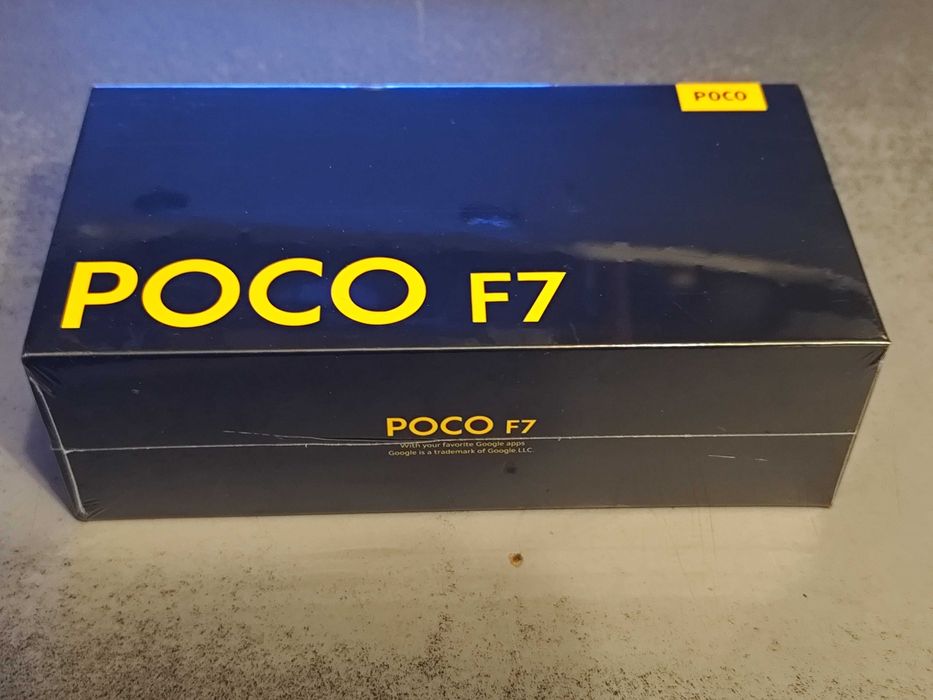 POCO
POCO F7
POCO F7
With your favorite Google apps
Google is a trademark of Google LLC.